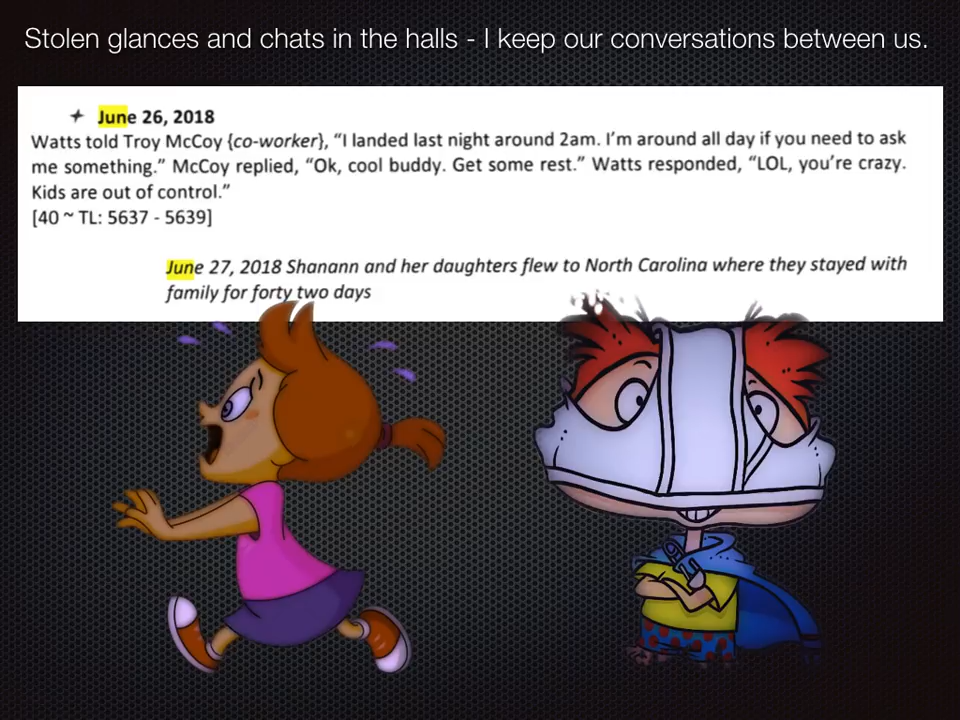 Stolen glances and chats in the halls - I keep our conversations between us.
June 26, 2018
Watts told Troy McCoy {co-worker}, “I landed last night around 2am. I’m around all day if you need to ask
me something.” McCoy replied, “Ok, cool buddy. Get some rest.” Watts responded, “LOL, you’re crazy.
Kids are out of control.”
[40 ~ TL: 5637 - 5639]
June 27, 2018 Shanann and her daughters flew to North Carolina where they stayed with
family for forty two days